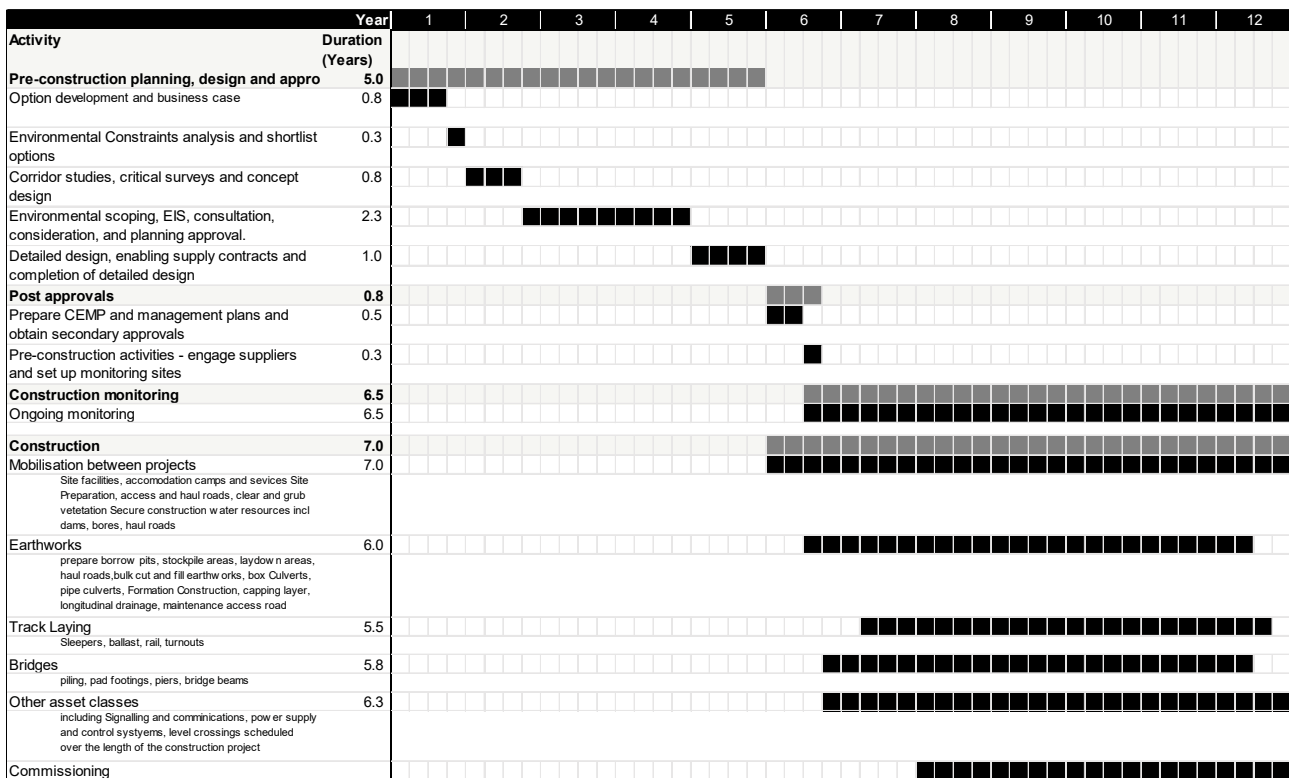 Year 1 2 3 4 5 6 7 8 9 10 11 12
Activity Duration
(Years)
Pre-construction planning, design and appro 5.0
Option development and business case 0.8
Environmental Constraints analysis and shortlist 0.3
options
Corridor studies, critical surveys and concept 0.8
design
Environmental scoping, EIS, consultation, 2.3
consideration, and planning approval.
Detailed design, enabling supply contracts and 1.0
completion of detailed design
Post approvals 0.8
Prepare CEMP and management plans and 0.5
obtain secondary approvals
Pre-construction activities - engage suppliers 0.3
and set up monitoring sites
Construction monitoring 6.5
Ongoing monitoring 6.5
Construction 7.0
Mobilisation between projects 7.0
Site facilities, accomodation camps and sevices Site
Preparation, access and haul roads, clear and grub
vetetation Secure construction water resources incl
dams, bores, haul roads
Earthworks 6.0
prepare borrow pits, stockpile areas, laydown areas,
haul roads,bulk cut and fill earthworks, box Culverts,
pipe culverts, Formation Construction, capping layer,
longitudinal drainage, maintenance access road
Track Laying 5.5
Sleepers, ballast, rail, turnouts
Bridges 5.8
piling, pad footings, piers, bridge beams
Other asset classes 6.3
including Signalling and comminications, power supply
and control systyems, level crossings scheduled
over the length of the construction project
Commissioning